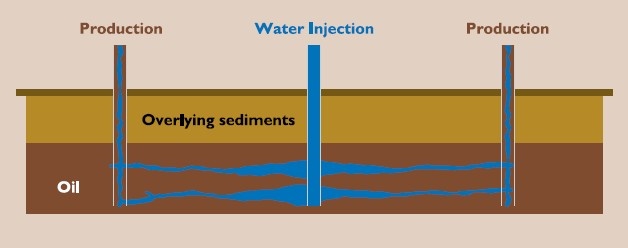 Production
Water Injection
Production
Overlying sediments
Oil